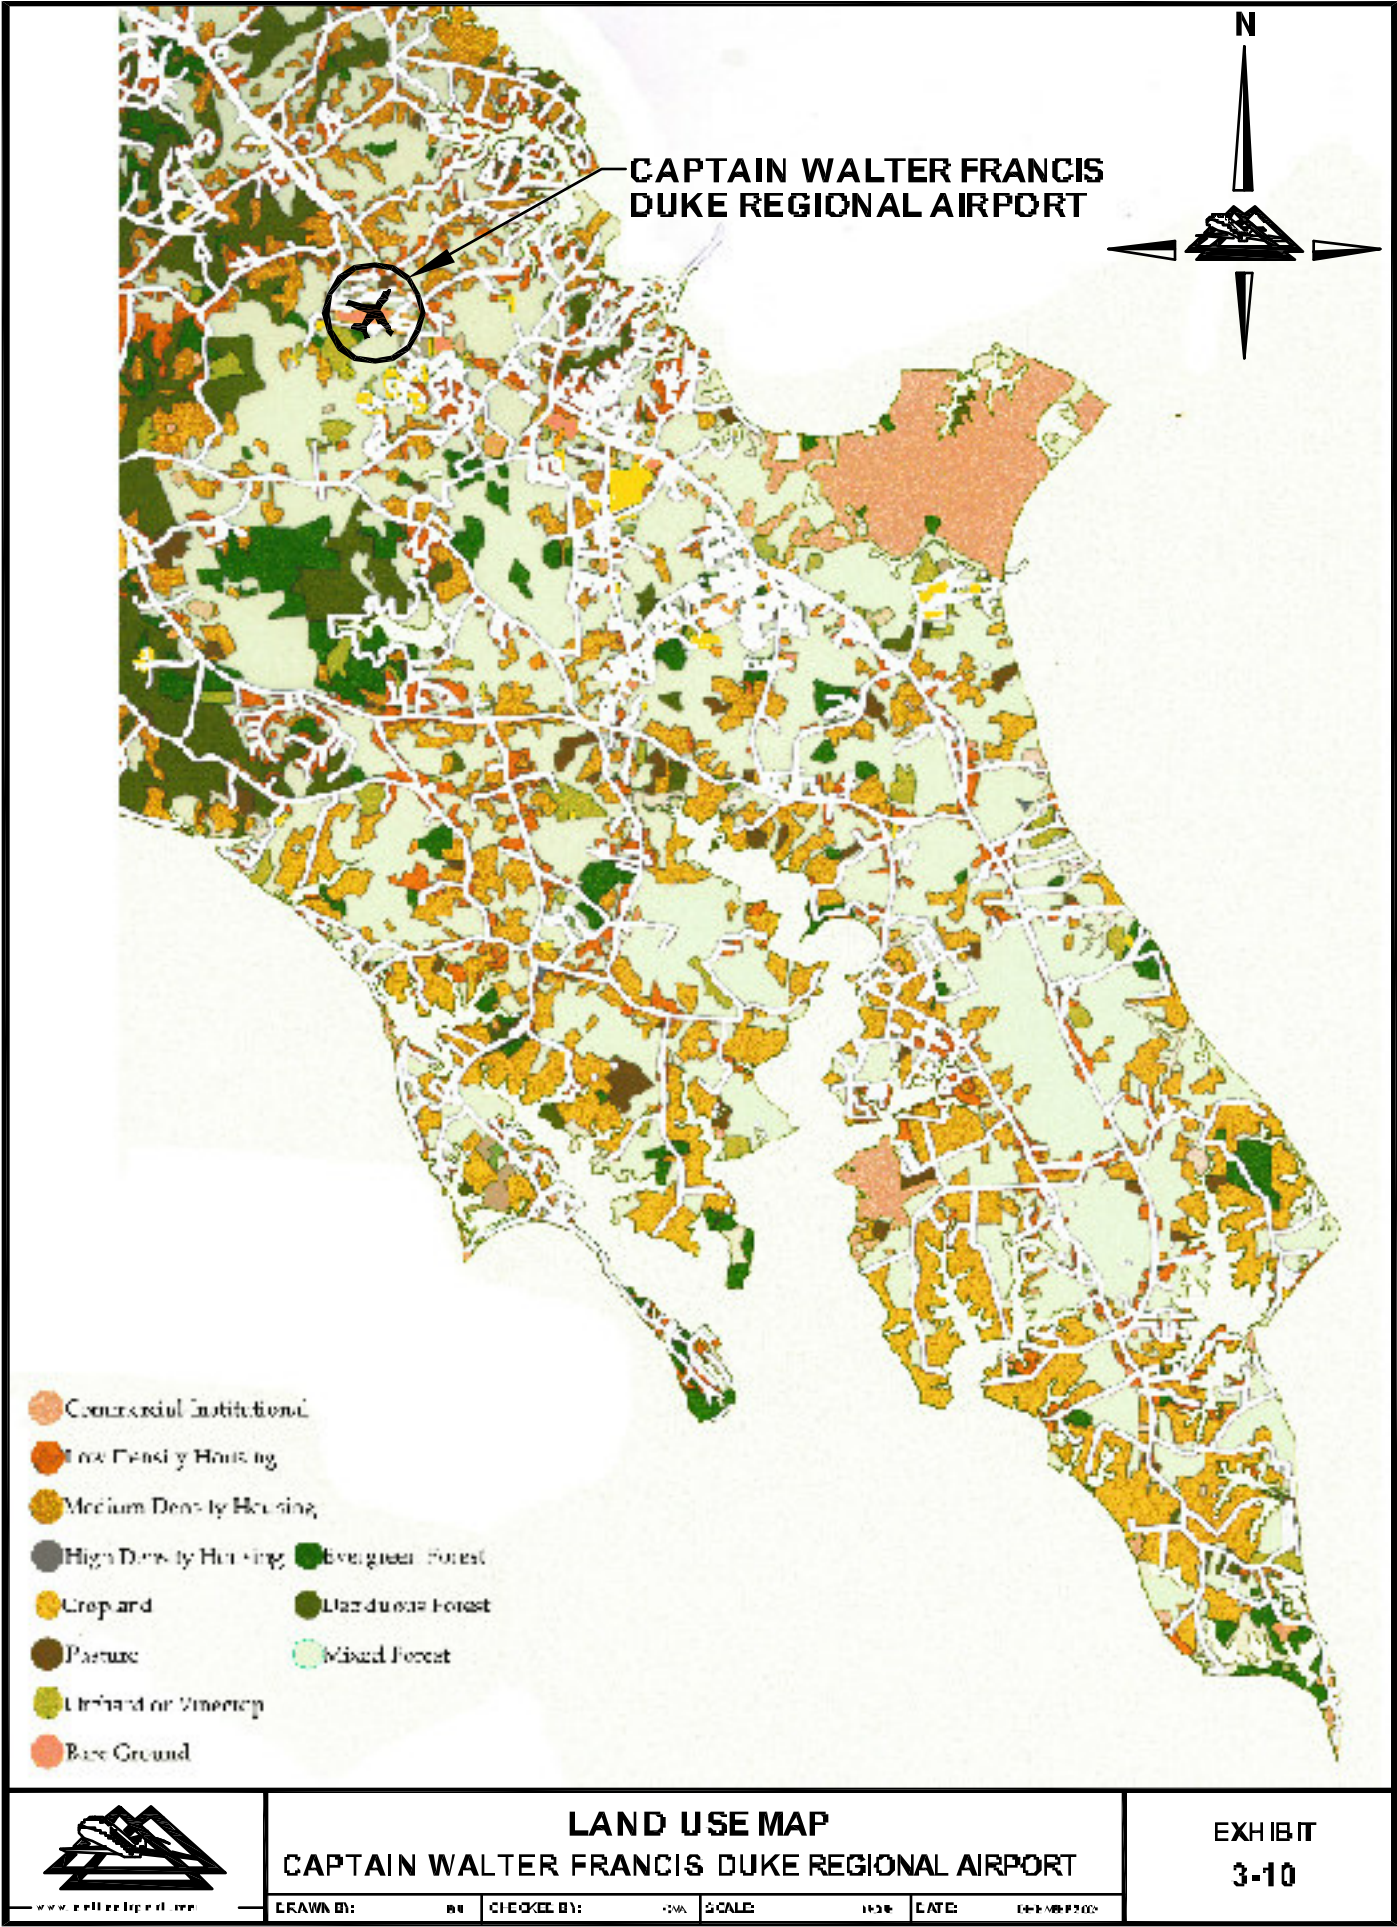 N
CAPTAIN WALTER FRANCIS
DUKE REGIONAL AIRPORT
Commercial Institutional
Low Density Housing
Medium Density Housing
High Density Housing
Evergreen Forest
Cropland
Deciduous Forest
Pasture
Mixed Forest
Orchard or Vinecrop
Bare Ground
LAND USE MAP
CAPTAIN WALTER FRANCIS DUKE REGIONAL AIRPORT
EXHIBIT
3-10
DRAWN BY:
CHECKED BY:
SCALE:
DATE: